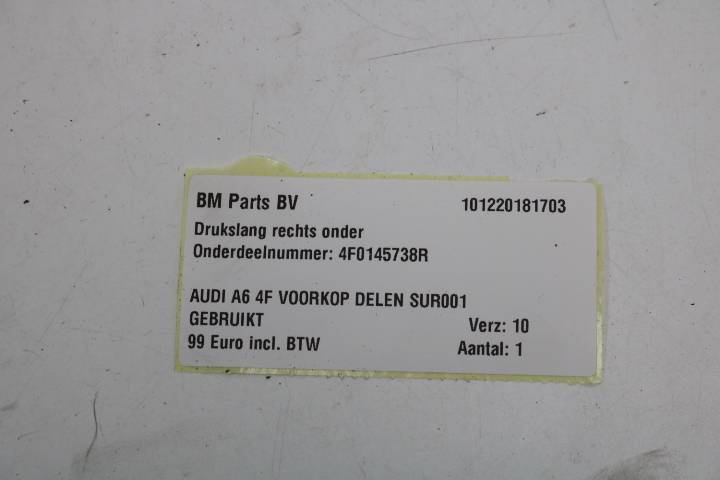 BM Parts BV 101220181703
Drukslang rechts onder
Onderdeelnummer: 4F0145738R
AUDI A6 4F VOORKOP DELEN SUR001
GEBRUIKT Verz: 10
99 Euro incl. BTW Aantal: 1